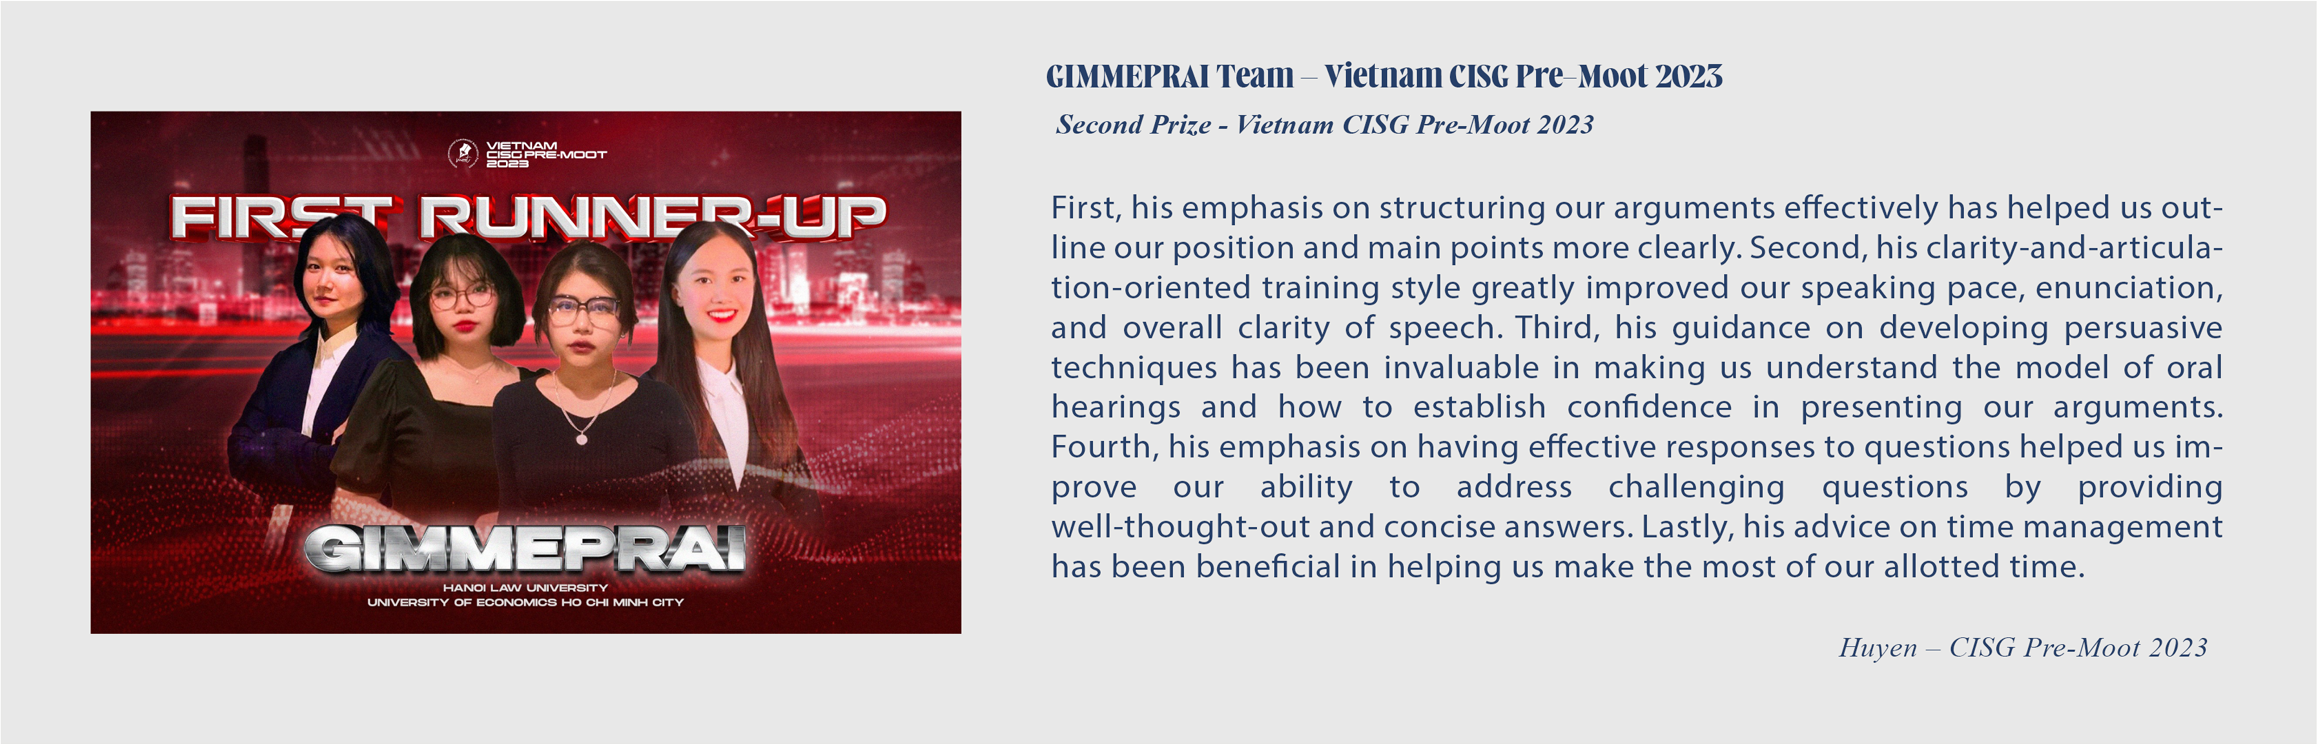 VIETNAM
CISG PRE-MOOT
2023
FIRST RUNNER-UP
GIMMEPRAI
HANOI LAW UNIVERSITY
UNIVERSITY OF ECONOMICS HO CHI MINH CITY
GIMMEPRAI Team – Vietnam CISG Pre-Moot 2023
Second Prize - Vietnam CISG Pre-Moot 2023
First, his emphasis on structuring our arguments effectively has helped us out-
line our position and main points more clearly. Second, his clarity-and-articula-
tion-oriented training style greatly improved our speaking pace, enunciation,
and overall clarity of speech. Third, his guidance on developing persuasive
techniques has been invaluable in making us understand the model of oral
hearings and how to establish confidence in presenting our arguments.
Fourth, his emphasis on having effective responses to questions helped us im-
prove our ability to address challenging questions by providing
well-thought-out and concise answers. Lastly, his advice on time management
has been beneficial in helping us make the most of our allotted time.
Huyen – CISG Pre-Moot 2023